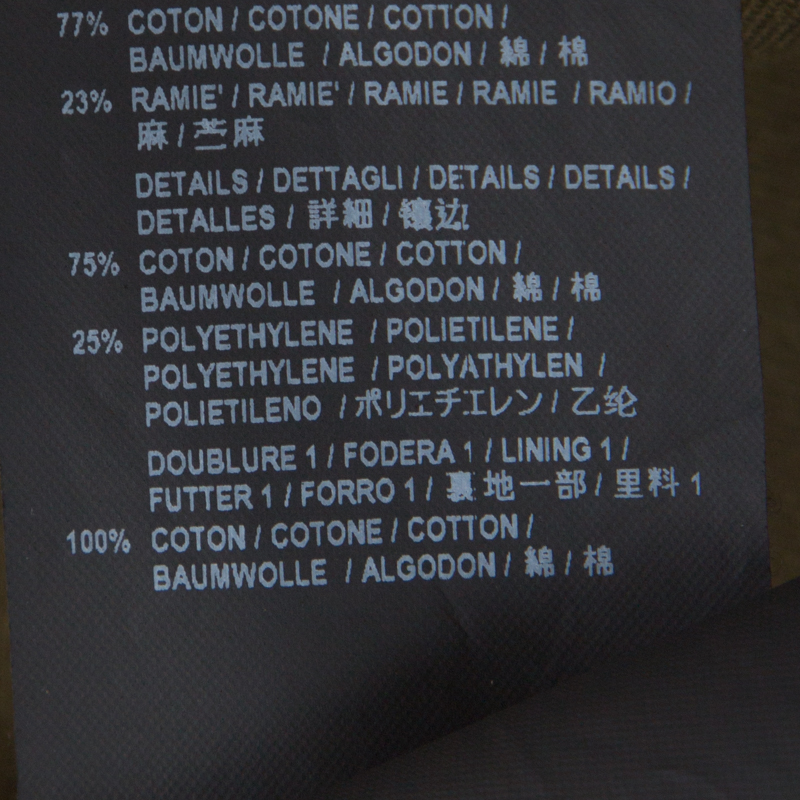 77% COTON / COTONE / COTTON /
BAUMWOLLE / ALGODON / 綿 / 棉
23% RAMIE' / RAMIE' / RAMIE / RAMIE / RAMIO /
麻 / 苎麻
DETAILS / DETTAGLI / DETAILS / DETAILS /
DETALLES / 詳細 / 镶边
75% COTON / COTONE / COTTON /
BAUMWOLLE / ALGODON / 綿 / 棉
25% POLYETHYLENE / POLIETILENE /
POLYETHYLENE / POLYATHYLEN /
POLIETILENO / ポリエチエレン / 乙纶
DOUBLURE 1 / FODERA 1 / LINING 1 /
FUTTER 1 / FORRO 1 / 裏地一部 / 里料 1
100% COTON / COTONE / COTTON /
BAUMWOLLE / ALGODON / 綿 / 棉